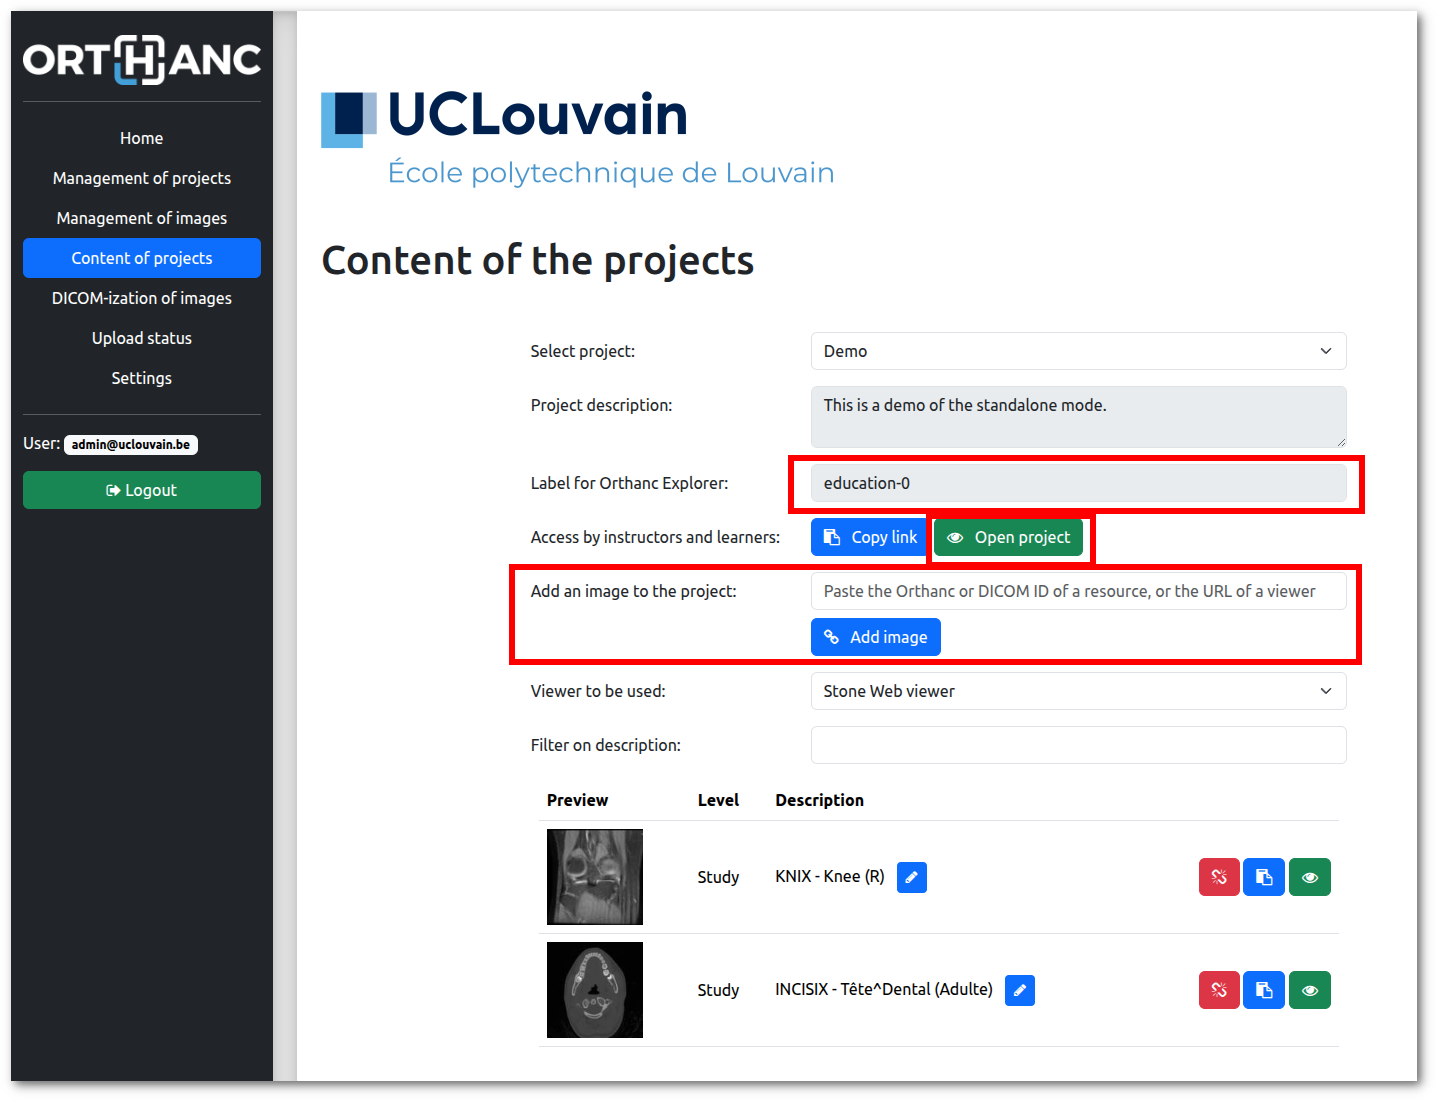 ORTHANC
Home
Management of projects
Management of images
Content of projects
DICOM-ization of images
Upload status
Settings
User: admin@uclouvain.be
Logout
UCLouvain
École polytechnique de Louvain
Content of the projects
Select project: Demo
Project description: This is a demo of the standalone mode.
Label for Orthanc Explorer: education-0
Access by instructors and learners: Copy link Open project
Add an image to the project: Paste the Orthanc or DICOM ID of a resource, or the URL of a viewer
Add image
Viewer to be used: Stone Web viewer
Filter on description:
Preview Level Description
Study KNIX - Knee (R)
Study INCISIX - Tête^Dental (Adulte)